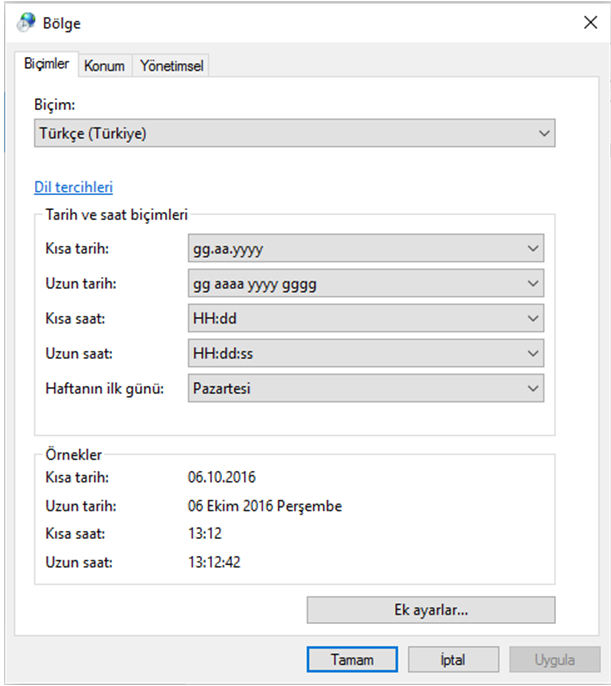 Bölge
Biçimler Konum Yönetimsel
Biçim:
Türkçe (Türkiye)
Dil tercihleri
Tarih ve saat biçimleri
Kısa tarih: gg.aa.yyyy
Uzun tarih: gg aaaa yyyy gggg
Kısa saat: HH:dd
Uzun saat: HH:dd:ss
Haftanın ilk günü: Pazartesi
Örnekler
Kısa tarih: 06.10.2016
Uzun tarih: 06 Ekim 2016 Perşembe
Kısa saat: 13:12
Uzun saat: 13:12:42
Ek ayarlar...
Tamam İptal Uygula